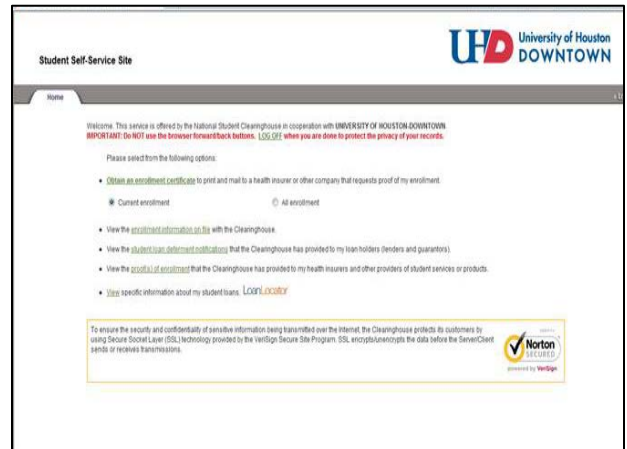 UHD University of Houston
DOWNTOWN
Student Self-Service Site
Home
Welcome. This service is offered by the National Student Clearinghouse in cooperation with UNIVERSITY OF HOUSTON-DOWNTOWN
IMPORTANT: Do NOT use the browser forward/back buttons. LOG OFF when you are done to protect the privacy of your records.
Please select from the following options:
• Obtain an enrollment certificate to print and mail to a health insurer or other company that requests proof of my enrollment.
Current enrollment All enrollment
• View the enrollment information on file with the Clearinghouse.
• View the student loan deferment notifications that the Clearinghouse has provided to my loan holders (lenders and guarantors).
• View the proof(s) of enrollment that the Clearinghouse has provided to my health insurers and other providers of student services or products.
• View specific information about my student loans. LoanLocator
To ensure the security and confidentiality of sensitive information being transmitted over the Internet, the Clearinghouse protects its customers by
using Secure Socket Layer (SSL) technology provided by the VeriSign Secure Site Program. SSL encrypts/unencrypts the data before the Server/Client
sends or receives transmissions.
Norton
SECURED
powered by VeriSign